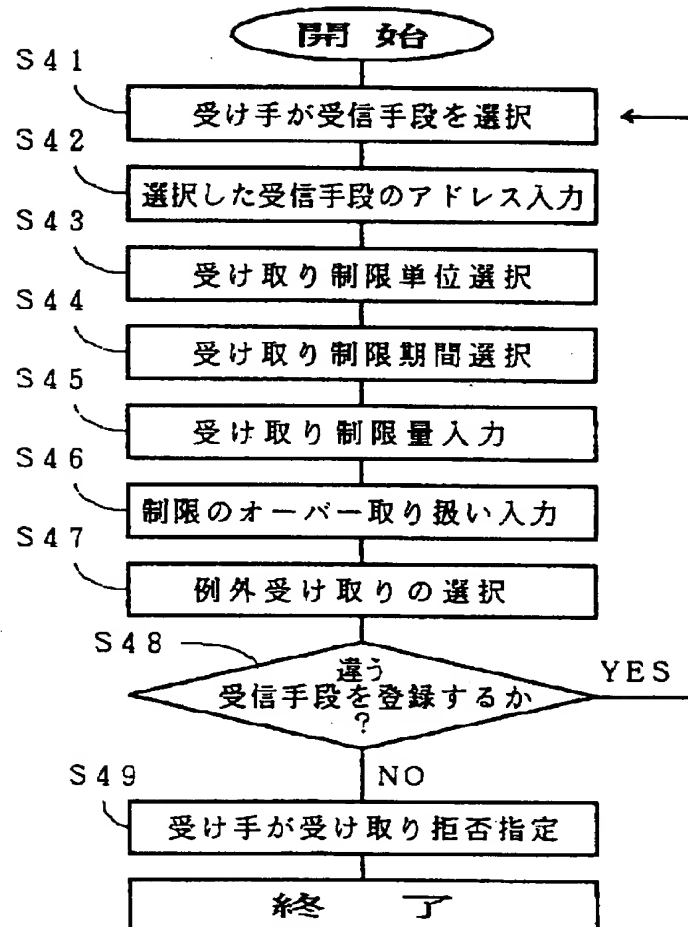 開始
S41
受け手が受信手段を選択
S42
選択した受信手段のアドレス入力
S43
受け取り制限単位選択
S44
受け取り制限期間選択
S45
受け取り制限量入力
S46
制限のオーバー取り扱い入力
S47
例外受け取りの選択
S48
違う
受信手段を登録するか
?
YES
NO
S49
受け手が受け取り拒否指定
終了